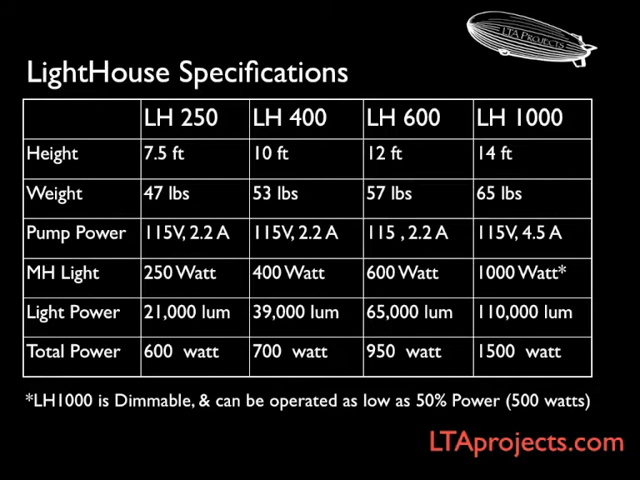 LTA PROJECTS
LightHouse Specifications
LH 250 LH 400 LH 600 LH 1000
Height 7.5 ft 10 ft 12 ft 14 ft
Weight 47 lbs 53 lbs 57 lbs 65 lbs
Pump Power 115V, 2.2 A 115V, 2.2 A 115 , 2.2 A 115V, 4.5 A
MH Light 250 Watt 400 Watt 600 Watt 1000 Watt*
Light Power 21,000 lum 39,000 lum 65,000 lum 110,000 lum
Total Power 600 watt 700 watt 950 watt 1500 watt
*LH1000 is Dimmable, & can be operated as low as 50% Power (500 watts)
LTAprojects.com